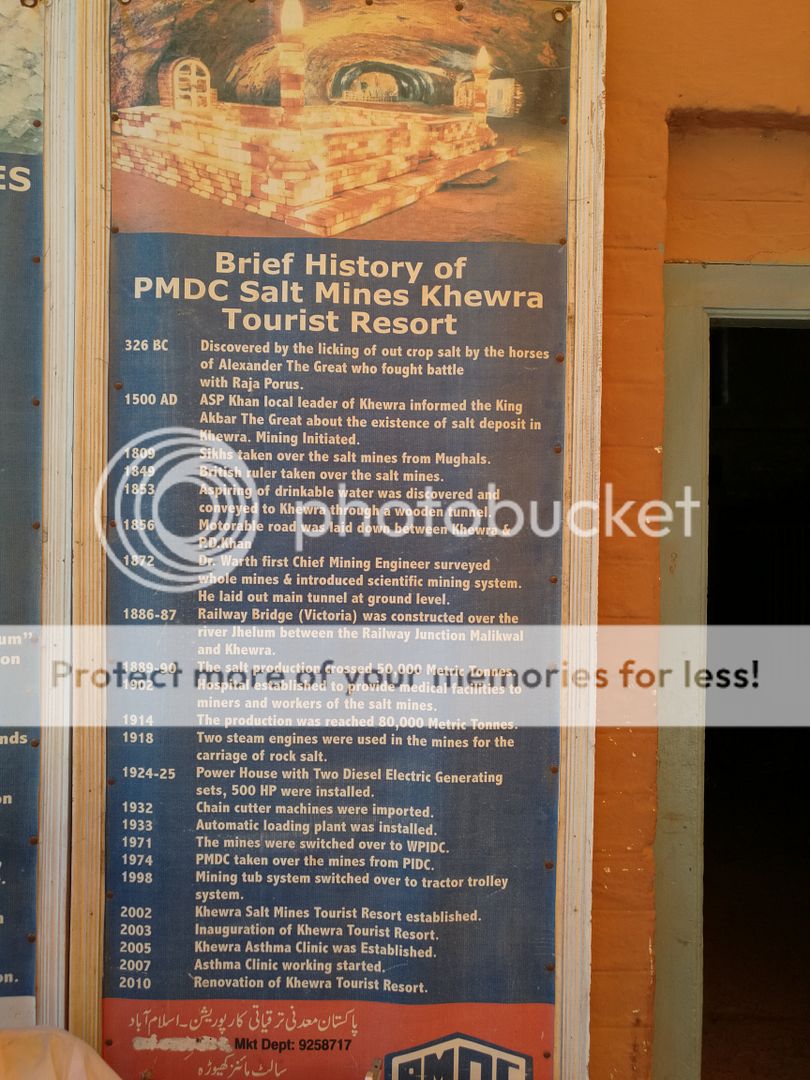 ES
um"
on
nds
n
n
n.
Brief History of
PMDC Salt Mines Khewra
Tourist Resort
326 BC Discovered by the licking of out crop salt by the horses
of Alexander The Great who fought battle
with Raja Porus.
1500 AD ASP Khan local leader of Khewra informed the King
Akbar The Great about the existence of salt deposit in
Khewra. Mining Initiated.
1809 Sikhs taken over the salt mines from Mughals.
1849 British ruler taken over the salt mines.
1853 Aspiring of drinkable water was discovered and
conveyed to Khewra through a wooden tunnel.
1856 Motorable road was laid down between Khewra &
P.D.Khan
1872 Dr. Warth first Chief Mining Engineer surveyed
whole mines & introduced scientific mining system.
He laid out main tunnel at ground level.
1886-87 Railway Bridge (Victoria) was constructed over the
river Jhelum between the Railway Junction Malikwal
and Khewra.
1889-90 The salt production crossed 50,000 Metric Tonnes.
1902 Hospital established to provide medical facilities to
miners and workers of the salt mines.
1914 The production was reached 80,000 Metric Tonnes.
1918 Two steam engines were used in the mines for the
carriage of rock salt.
1924-25 Power House with Two Diesel Electric Generating
sets, 500 HP were installed.
1932 Chain cutter machines were imported.
1933 Automatic loading plant was installed.
1971 The mines were switched over to WPIDC.
1974 PMDC taken over the mines from PIDC.
1998 Mining tub system switched over to tractor trolley
system.
2002 Khewra Salt Mines Tourist Resort established.
2003 Inauguration of Khewra Tourist Resort.
2005 Khewra Asthma Clinic was Established.
2007 Asthma Clinic working started.
2010 Renovation of Khewra Tourist Resort.
پاکستان معدنی ترقیاتی کارپوریشن۔اسلام آباد
Mkt Dept: 9258717
سالٹ مائنز کھیوڑہ
PMDC
photobucket
Protect more of your memories for less!